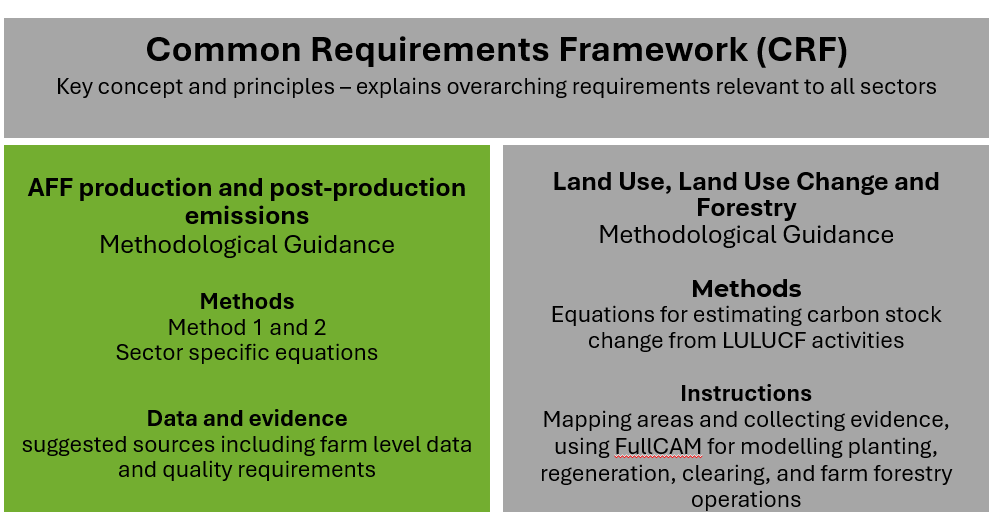 Common Requirements Framework (CRF)
Key concept and principles – explains overarching requirements relevant to all sectors
AFF production and post-production
emissions
Methodological Guidance
Methods
Method 1 and 2
Sector specific equations
Data and evidence
suggested sources including farm level data
and quality requirements
Land Use, Land Use Change and
Forestry
Methodological Guidance
Methods
Equations for estimating carbon stock
change from LULUCF activities
Instructions
Mapping areas and collecting evidence,
using FullCAM for modelling planting,
regeneration, clearing, and farm forestry
operations